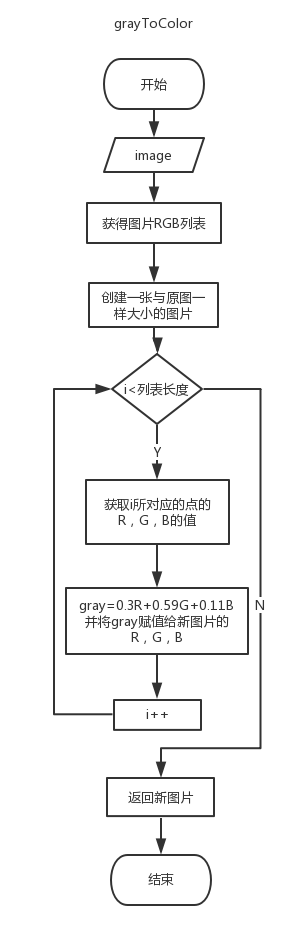 grayToColor
开始
image
获得图片RGB列表
创建一张与原图一
样大小的图片
i<列表长度
Y
获取i所对应的点的
R，G，B的值
gray=0.3R+0.59G+0.11B
并将gray赋值给新图片的
R，G，B
N
i++
返回新图片
结束